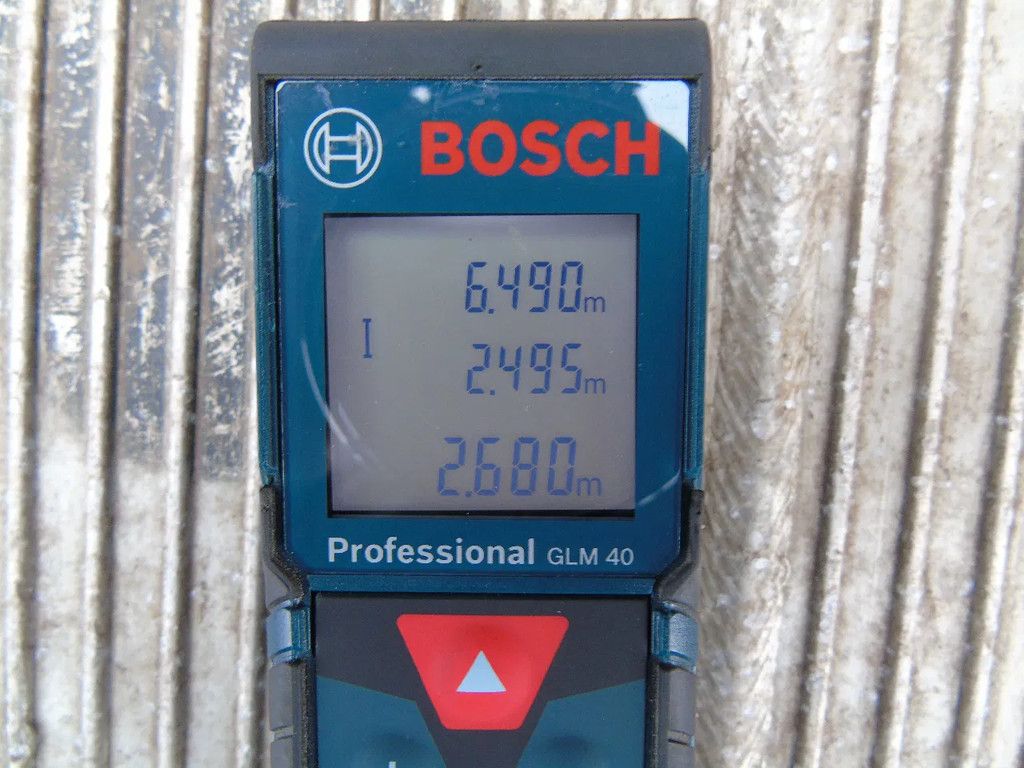 BOSCH
6.490m
I
2.495m
2.680m
Professional GLM 40